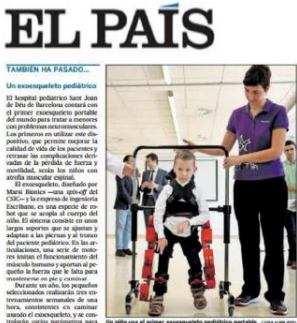 EL PAÍS
TAMBIÉN HA PASADO...
Un exoesqueleto pediátrico
El hospital pediátrico Sant Joan
de Déu de Barcelona contará con
el primer exoesqueleto portable
del mundo para tratar a menores
con problemas neuromusculares.
Los primeros en utilizar este dis-
positivo, que permite mejorar la
calidad de vida de los pacientes y
retrasar las complicaciones deri-
vadas de la pérdida de fuerza y
movilidad, serán los niños con
atrofia muscular espinal.
El exoesqueleto, diseñado por
Marsi Bionics —una spin-off del
CSIC— y la empresa de ingeniería
Escribano, es una especie de ro-
bot que se acopla al cuerpo del
niño. El sistema consiste en unos
largos soportes que se ajustan y
adaptan a las piernas y al tronco
del paciente pediátrico. En las ar-
ticulaciones, una serie de moto-
res imitan el funcionamiento del
músculo humano y aportan al pe-
queño la fuerza que le falta para
mantenerse en pie y caminar.
Durante un año, los pequeños
seleccionados realizarán tres en-
trenamientos semanales de una
hora, consistentes en caminar
usando el exoesqueleto, y se con-
trolarán varios parámetros para
Un niño usa el primer exoesqueleto pediátrico portable.